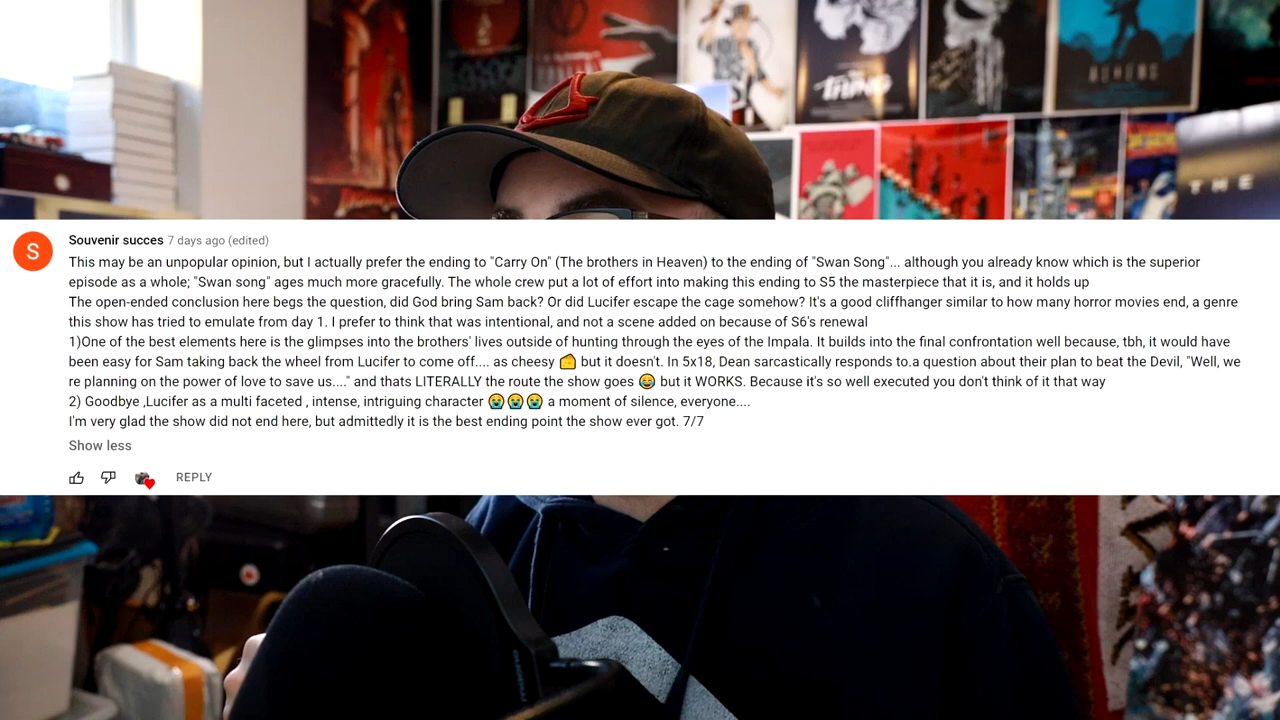 THING
ALIENS
THE
S
Souvenir succes 7 days ago (edited)
This may be an unpopular opinion, but I actually prefer the ending to "Carry On" (The brothers in Heaven) to the ending of "Swan Song"... although you already know which is the superior
episode as a whole; "Swan song" ages much more gracefully. The whole crew put a lot of effort into making this ending to S5 the masterpiece that it is, and it holds up
The open-ended conclusion here begs the question, did God bring Sam back? Or did Lucifer escape the cage somehow? It's a good cliffhanger similar to how many horror movies end, a genre
this show has tried to emulate from day 1. I prefer to think that was intentional, and not a scene added on because of S6's renewal
1)One of the best elements here is the glimpses into the brothers' lives outside of hunting through the eyes of the Impala. It builds into the final confrontation well because, tbh, it would have
been easy for Sam taking back the wheel from Lucifer to come off.... as cheesy 🧀 but it doesn't. In 5x18, Dean sarcastically responds to.a question about their plan to beat the Devil, "Well, we
re planning on the power of love to save us...." and thats LITERALLY the route the show goes 😂 but it WORKS. Because it's so well executed you don't think of it that way
2) Goodbye ,Lucifer as a multi faceted , intense, intriguing character 😭😭😭 a moment of silence, everyone....
I'm very glad the show did not end here, but admittedly it is the best ending point the show ever got. 7/7
Show less
REPLY